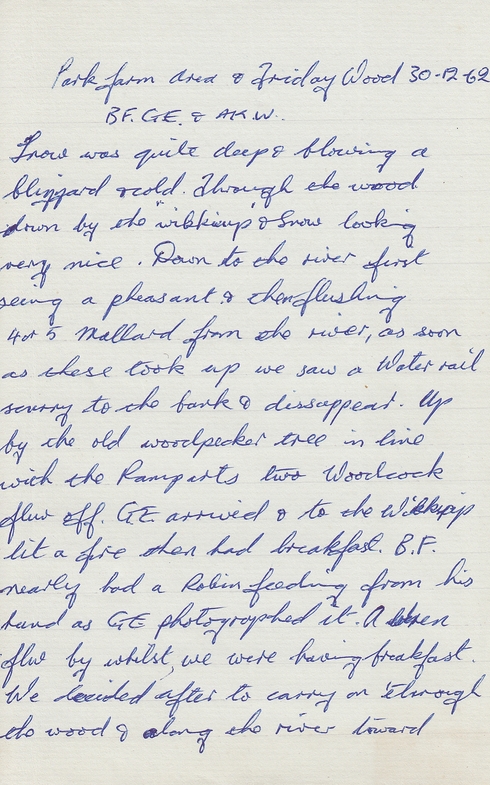 Park farm area & Friday Wood 30-12-62
B.F. G.E. & A.K.W..
Snow was quite deep & blowing a
blizzard & cold. Through the wood
down by the "wikkiup" & Snow looking
very nice. Down to the river first
seeing a pheasant & then flushing
4 or 5 Mallard from the river, as soon
as these took up we saw a Water rail
scurry to the bank & dissappear. Up
by the old woodpecker tree in line
with the Ramparts two Woodcock
flew off. GE arrived & to the Wikkiup
lit a fire then had breakfast. B.F.
nearly had a Robin feeding from his
hand as GE photographed it. A Wren
flew by whilst, we were having breakfast.
We decided after to carry on through
the wood & along the river toward